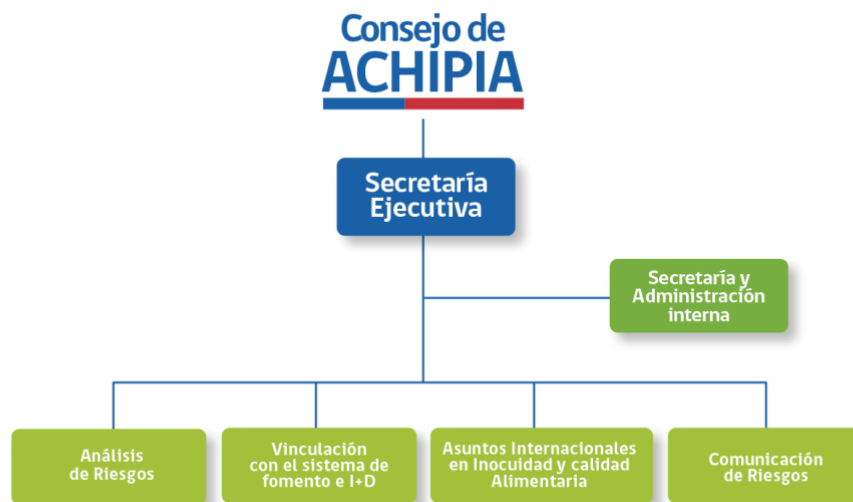 Consejo de
ACHIPIA
Secretaría
Ejecutiva
Secretaría y
Administración
interna
Análisis
de Riesgos
Vinculación
con el sistema de
fomento e I+D
Asuntos Internacionales
en Inocuidad y calidad
Alimentaria
Comunicación
de Riesgos